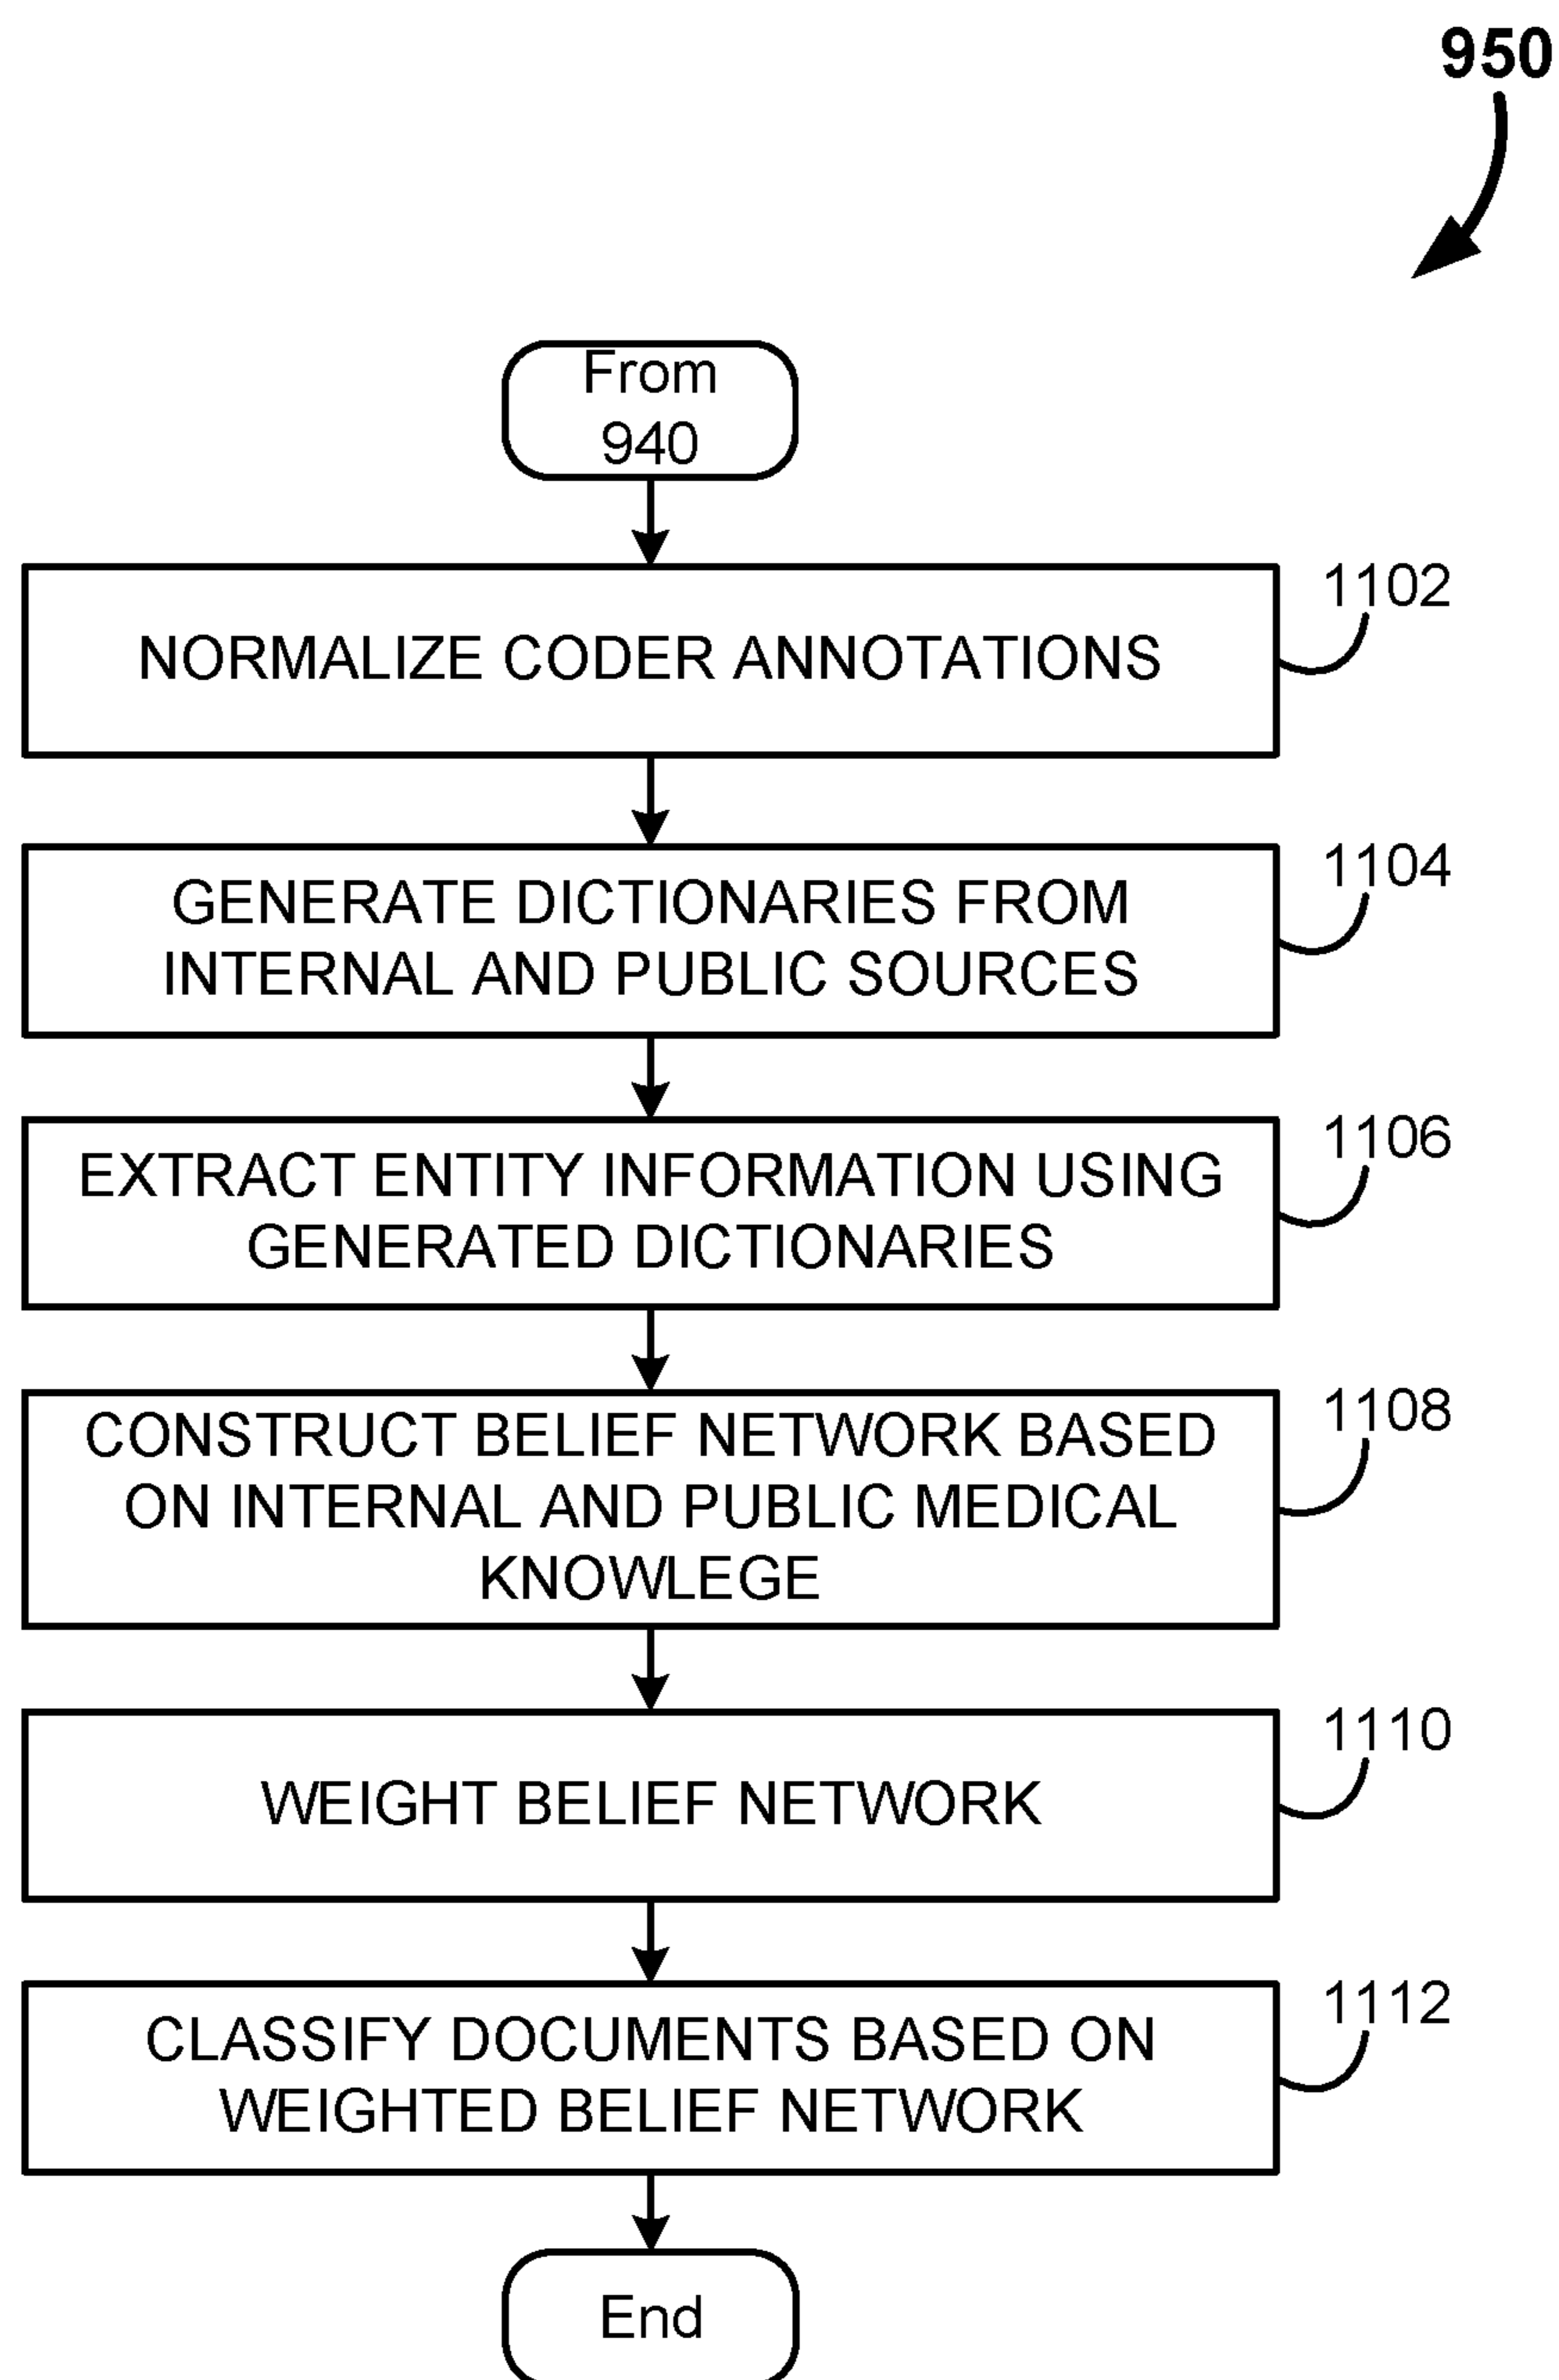 950
From
940
1102
NORMALIZE CODER ANNOTATIONS
1104
GENERATE DICTIONARIES FROM
INTERNAL AND PUBLIC SOURCES
1106
EXTRACT ENTITY INFORMATION USING
GENERATED DICTIONARIES
1108
CONSTRUCT BELIEF NETWORK BASED
ON INTERNAL AND PUBLIC MEDICAL
KNOWLEGE
1110
WEIGHT BELIEF NETWORK
1112
CLASSIFY DOCUMENTS BASED ON
WEIGHTED BELIEF NETWORK
End